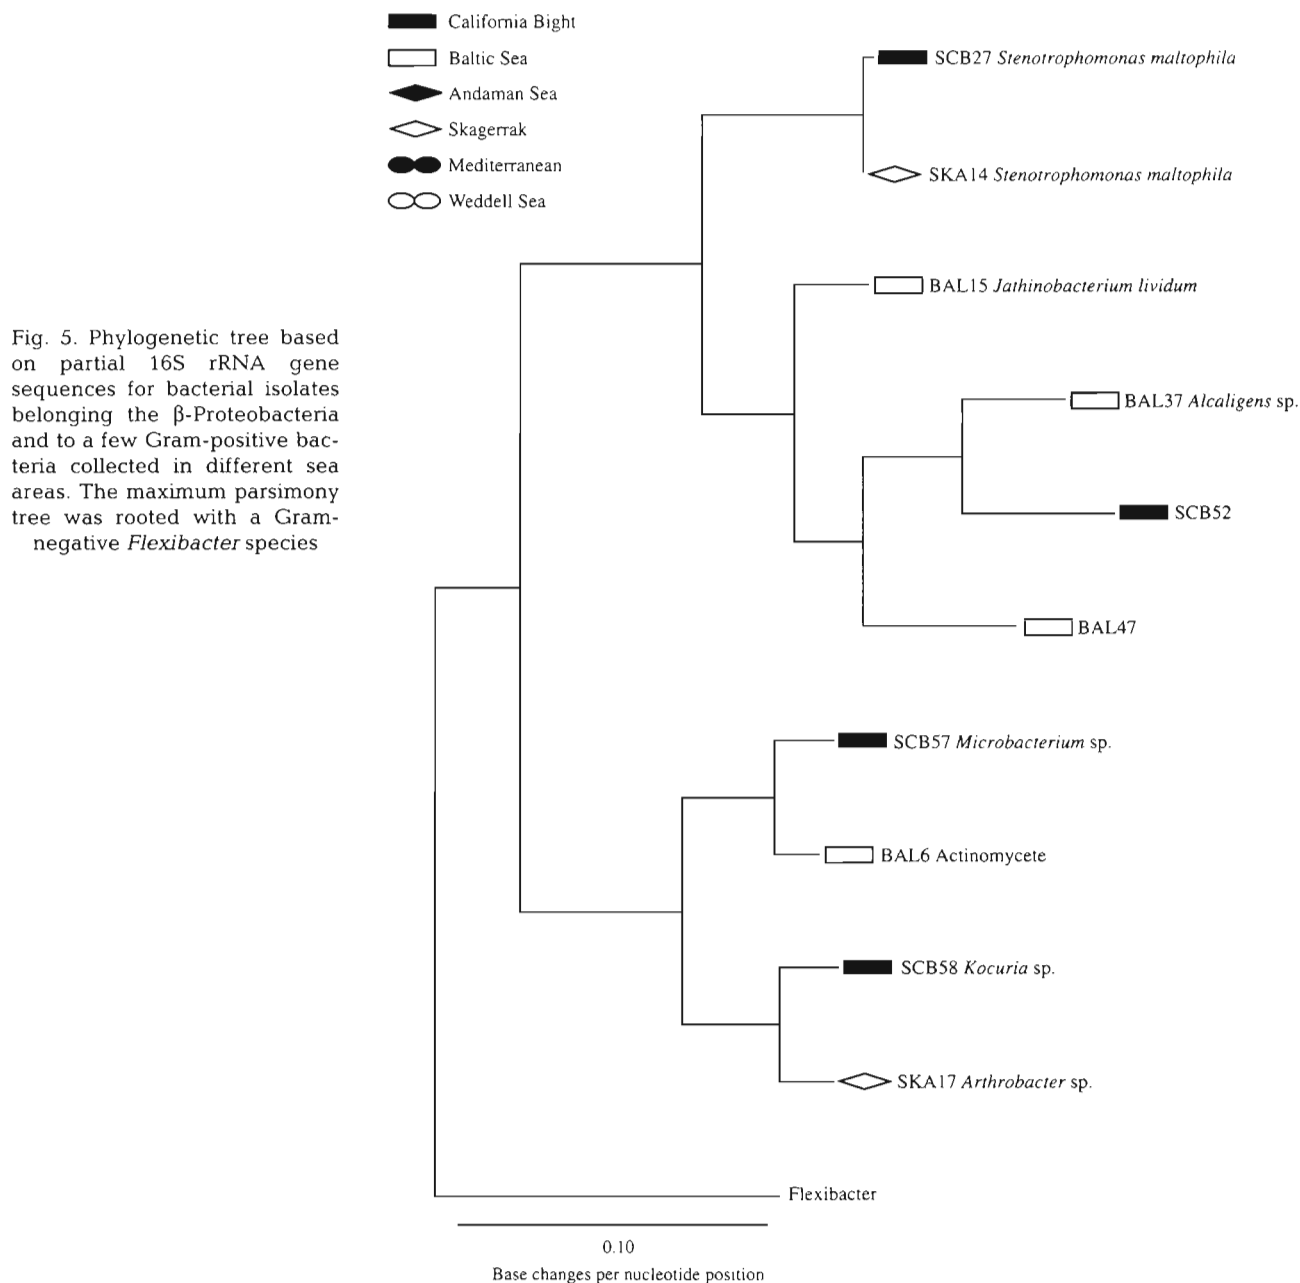 California Bight
Baltic Sea
Andaman Sea
Skagerrak
Mediterranean
Weddell Sea
SCB27 Stenotrophomonas maltophila
SKA14 Stenotrophomonas maltophila
BAL15 Jathinobacterium lividum
Fig. 5. Phylogenetic tree based
on partial 16S rRNA gene
sequences for bacterial isolates
belonging the β-Proteobacteria
and to a few Gram-positive bac-
teria collected in different sea
areas. The maximum parsimony
tree was rooted with a Gram-
negative Flexibacter species
BAL37 Alcaligens sp.
SCB52
BAL47
SCB57 Microbacterium sp.
BAL6 Actinomycete
SCB58 Kocuria sp.
SKA17 Arthrobacter sp.
Flexibacter
0.10
Base changes per nucleotide position